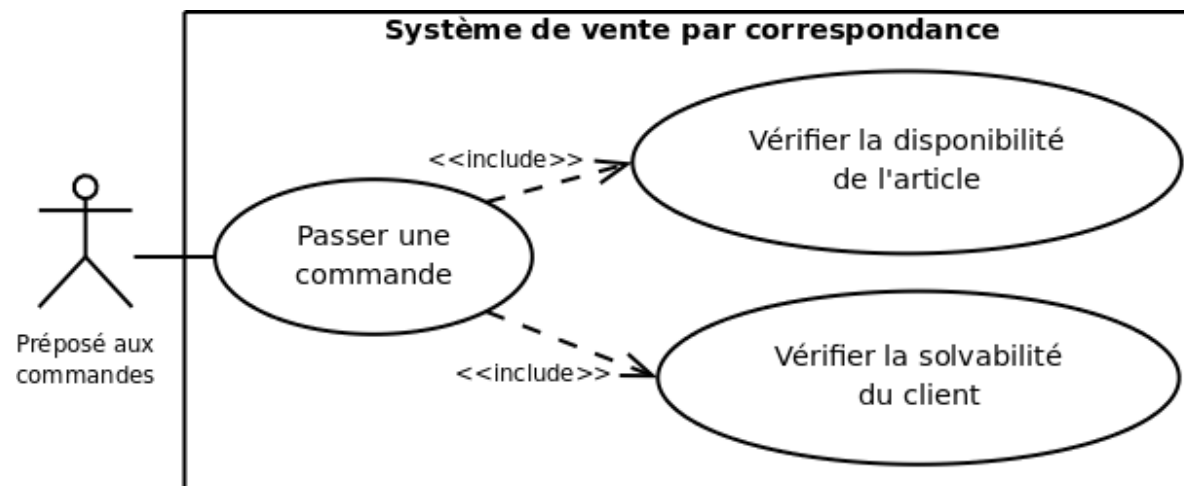 Système de vente par correspondance
Vérifier la disponibilité
de l'article
<<include>>
Passer une
commande
Préposé aux
commandes
<<include>>
Vérifier la solvabilité
du client